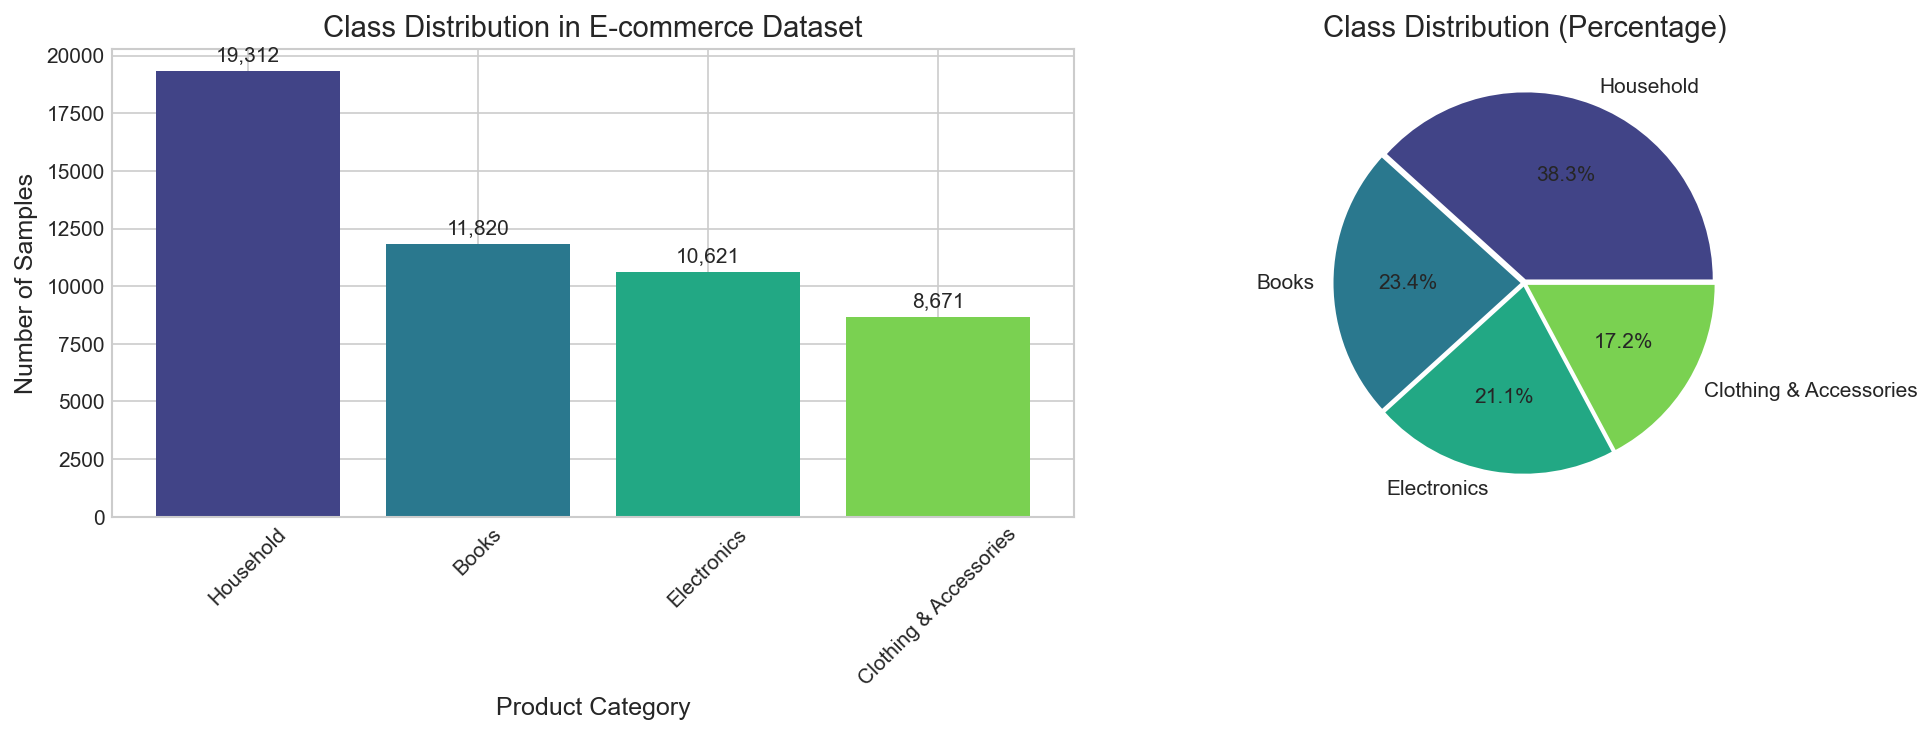 Class Distribution in E-commerce Dataset
20000
17500
15000
12500
10000
7500
5000
2500
0
Number of Samples
19,312
11,820
10,621
8,671
Household
Books
Electronics
Clothing & Accessories
Product Category
Class Distribution (Percentage)
Household
38.3%
Books
23.4%
17.2%
Clothing & Accessories
21.1%
Electronics